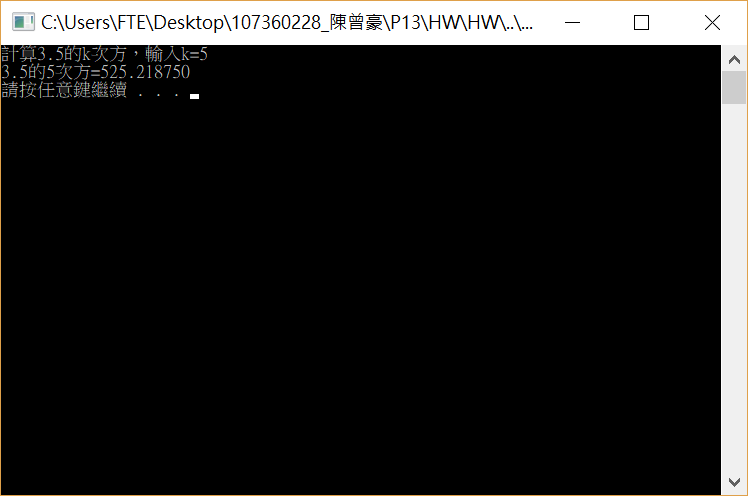 C:\Users\FTE\Desktop\107360228_陳曾豪\P13\HW\HW\..\...
計算3.5的k次方，輸入k=5
3.5的5次方=525.218750
請按任意鍵繼續 . . .